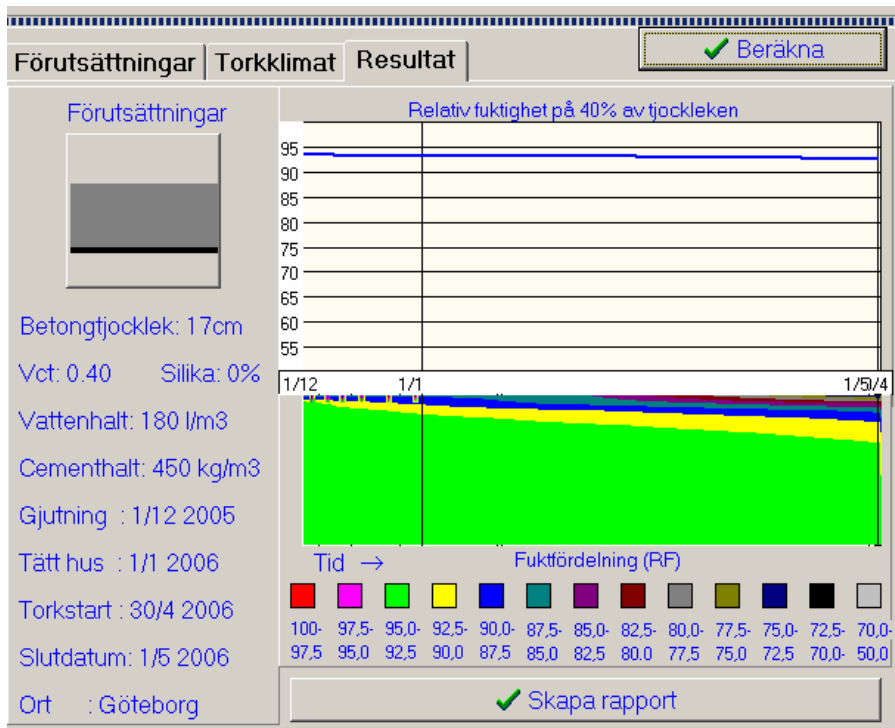 Förutsättningar Torkklimat Resultat Beräkna
Förutsättningar
Betongtjocklek: 17cm
Vct: 0.40 Silika: 0%
Vattenhalt: 180 l/m3
Cementhalt: 450 kg/m3
Gjutning : 1/12 2005
Tätt hus : 1/1 2006
Torkstart : 30/4 2006
Slutdatum: 1/5 2006
Ort : Göteborg
Relativ fuktighet på 40% av tjockleken
95
90
85
80
75
70
65
60
55
1/12 1/1 1/5/4
Tid → Fuktfördelning (RF)
100- 97,5- 95,0- 92,5- 90,0- 87,5- 85,0- 82,5- 80,0- 77,5- 75,0- 72,5- 70,0-
97,5 95,0 92,5 90,0 87,5 85,0 82,5 80.0 77,5 75,0 72,5 70,0- 50,0
Skapa rapport